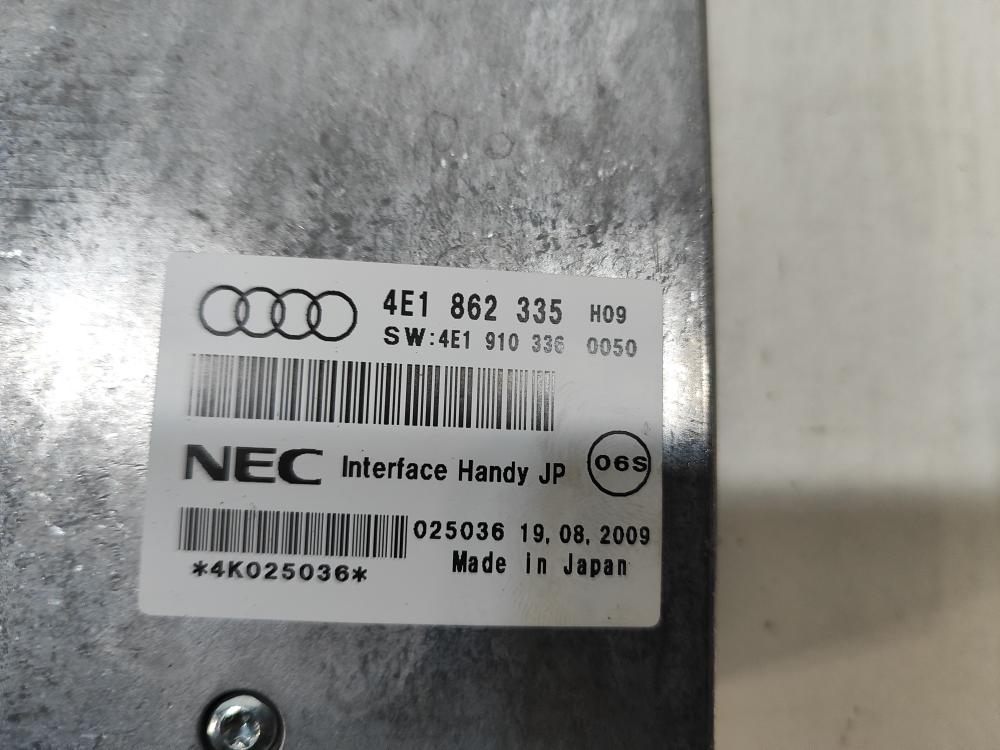 4E1 862 335 H09
SW:4E1 910 336 0050
NEC Interface Handy JP 06S
025036 19,08,2009
*4K025036* Made in Japan